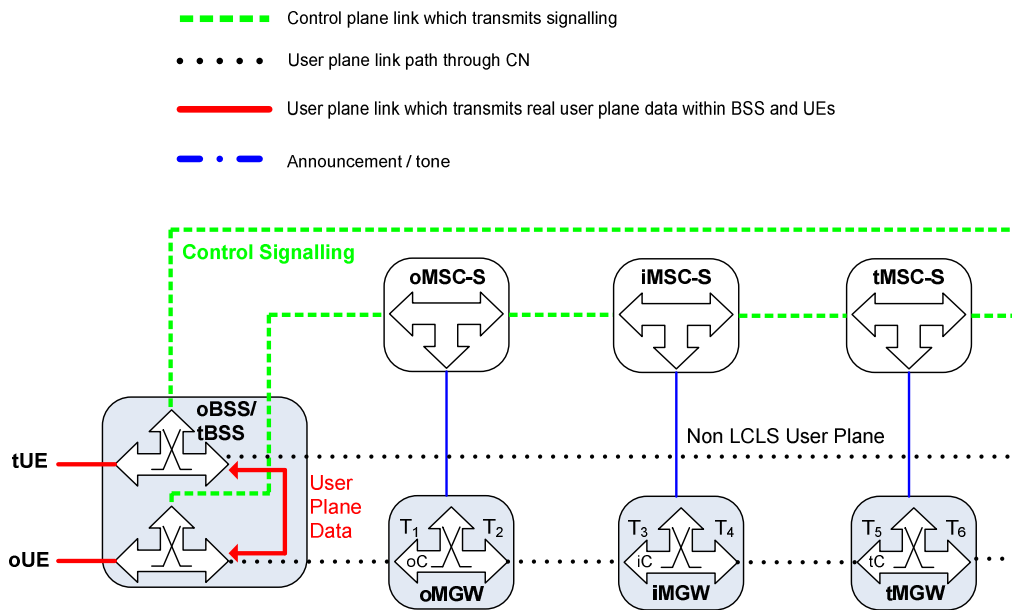 Control plane link which transmits signalling
User plane link path through CN
User plane link which transmits real user plane data within BSS and UEs
Announcement / tone
Control Signalling
oMSC-S
iMSC-S
tMSC-S
oBSS/
tBSS
Non LCLS User Plane
tUE
User
Plane
Data
T1
T2
T3
T4
T5
T6
oUE
oC
iC
tC
oMGW
iMGW
tMGW